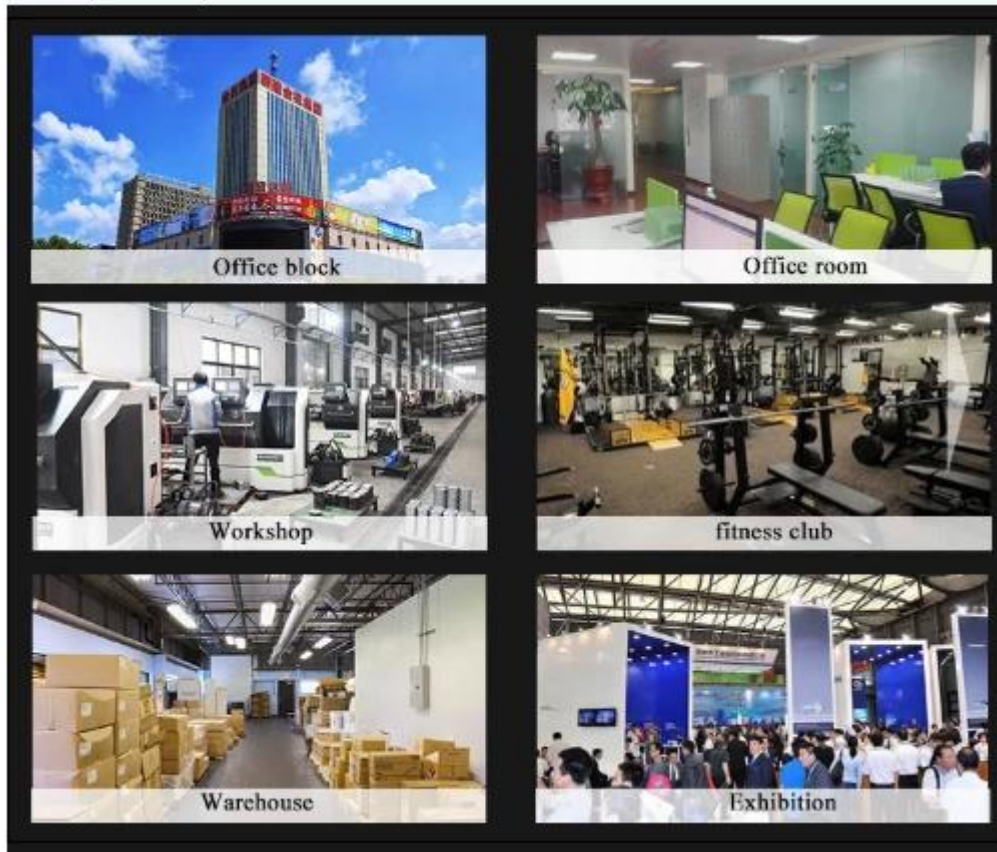 Office block
Office room
Workshop
fitness club
Warehouse
Exhibition